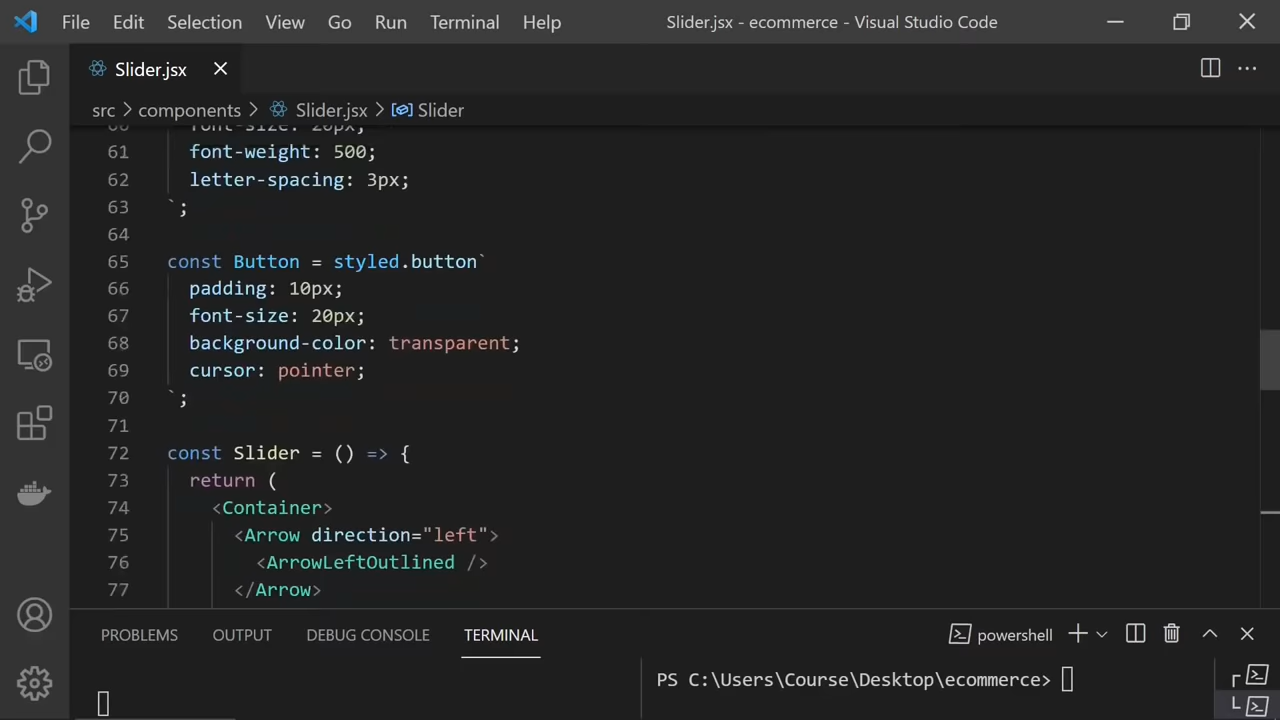 File Edit Selection View Go Run Terminal Help Slider.jsx - ecommerce - Visual Studio Code
Slider.jsx
src > components > Slider.jsx > Slider
60 font-size: 20px;
61 font-weight: 500;
62 letter-spacing: 3px;
63 `;
64
65 const Button = styled.button`
66 padding: 10px;
67 font-size: 20px;
68 background-color: transparent;
69 cursor: pointer;
70 `;
71
72 const Slider = () => {
73 return (
74 <Container>
75 <Arrow direction="left">
76 <ArrowLeftOutlined />
77 </Arrow>
PROBLEMS OUTPUT DEBUG CONSOLE TERMINAL powershell
PS C:\Users\Course\Desktop\ecommerce>